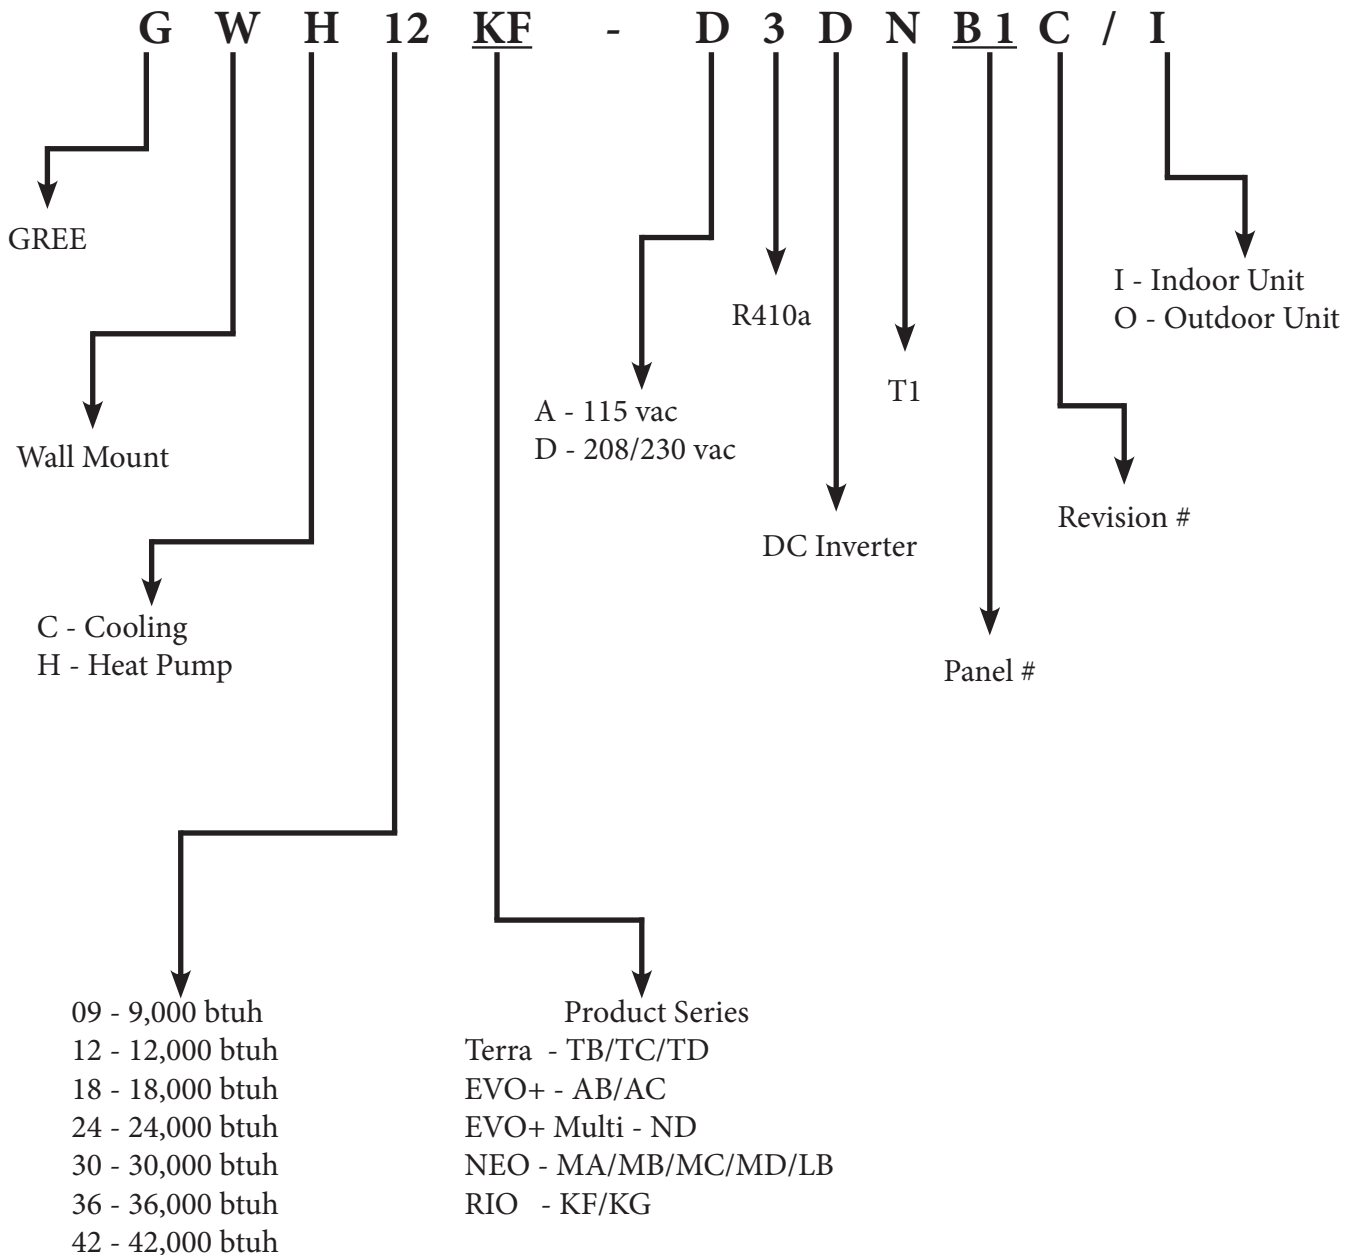 G W H 12 KF - D 3 D N B 1 C / I
GREE
Wall Mount
C - Cooling
H - Heat Pump
09 - 9,000 btuh
12 - 12,000 btuh
18 - 18,000 btuh
24 - 24,000 btuh
30 - 30,000 btuh
36 - 36,000 btuh
42 - 42,000 btuh
Product Series
Terra - TB/TC/TD
EVO+ - AB/AC
EVO+ Multi - ND
NEO - MA/MB/MC/MD/LB
RIO - KF/KG
A - 115 vac
D - 208/230 vac
R410a
DC Inverter
T1
Panel #
Revision #
I - Indoor Unit
O - Outdoor Unit